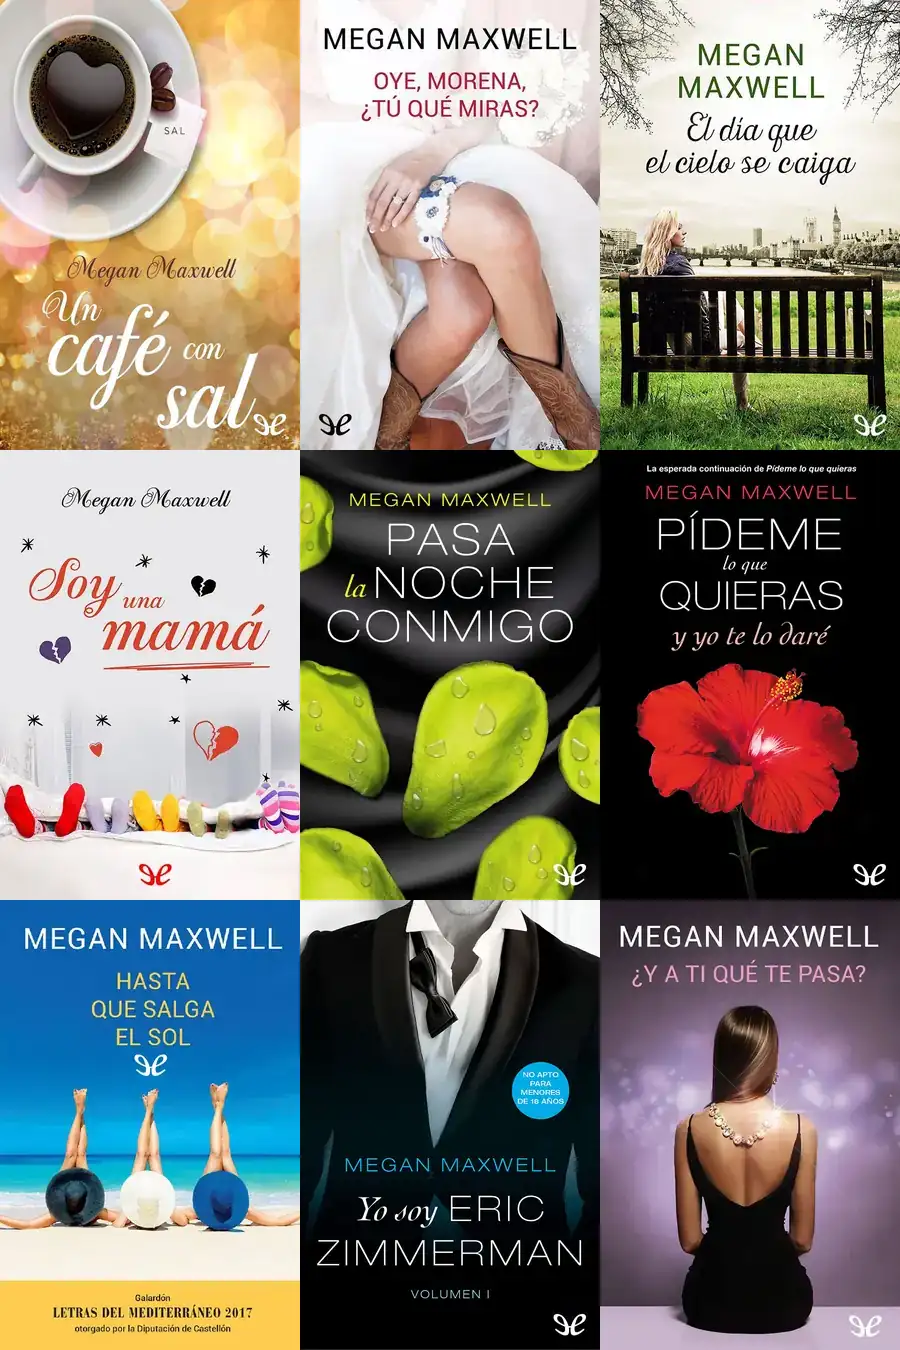 SAL
Megan Maxwell
Un
café con
sal
MEGAN MAXWELL
OYE, MORENA,
¿TÚ QUÉ MIRAS?
MEGAN
MAXWELL
El día que
el cielo se caiga
Megan Maxwell
Soy una
mamá
MEGAN MAXWELL
PASA
la NOCHE
CONMIGO
La esperada continuación de Pídeme lo que quieras
MEGAN MAXWELL
PÍDEME
lo que
QUIERAS
y yo te lo daré
MEGAN MAXWELL
HASTA
QUE SALGA
EL SOL
Galardón
LETRAS DEL MEDITERRÁNEO 2017
otorgado por la Diputación de Castellón
NO APTO
PARA
MENORES
DE 18 AÑOS
MEGAN MAXWELL
Yo soy ERIC
ZIMMERMAN
VOLUMEN I
MEGAN MAXWELL
¿Y A TI QUÉ TE PASA?